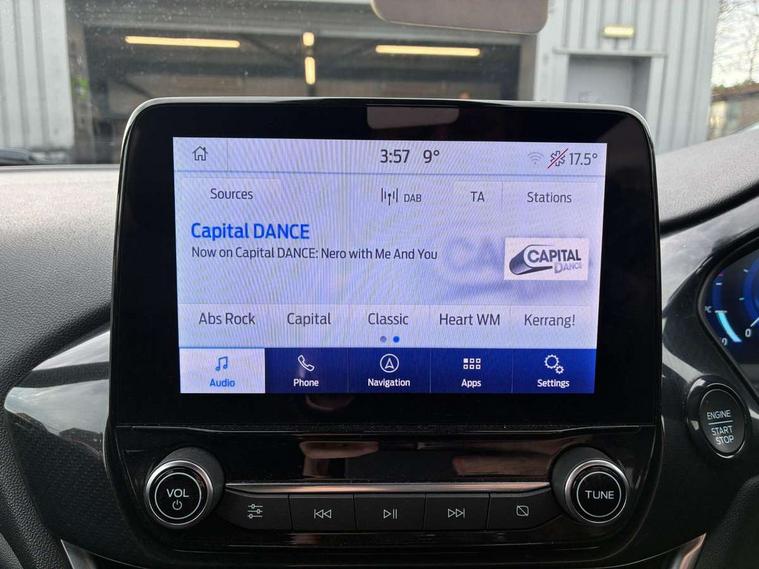 3:57 9° 17.5°
Sources DAB TA Stations
Capital DANCE
Now on Capital DANCE: Nero with Me And You
CAPITAL
DANCE
Abs Rock Capital Classic Heart WM Kerrang!
Audio Phone Navigation Apps Settings
ENGINE
START
STOP
VOL
TUNE